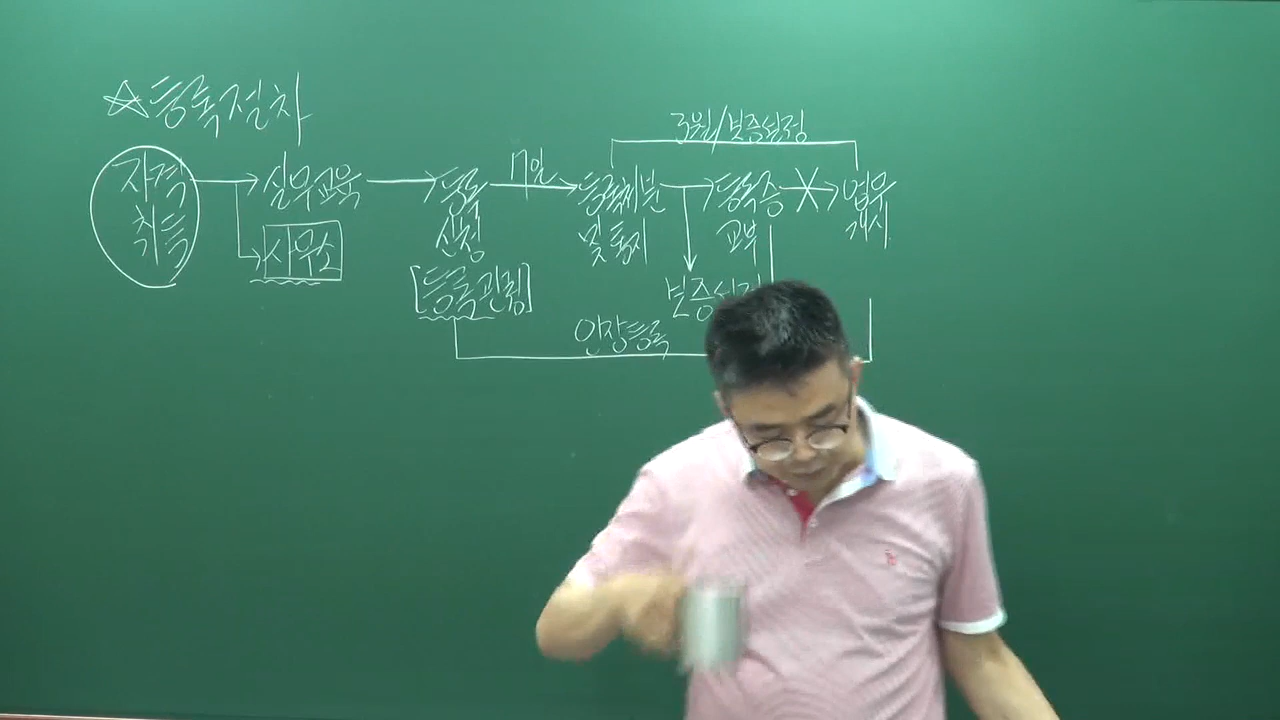 ☆등록절차
3월/보증설정
자격 취득
실무교육
사무소
등록 신청
[등록관청]
7일
등록처분 및 통지
보증설정
등록증 교부
업무 개시
인장등록